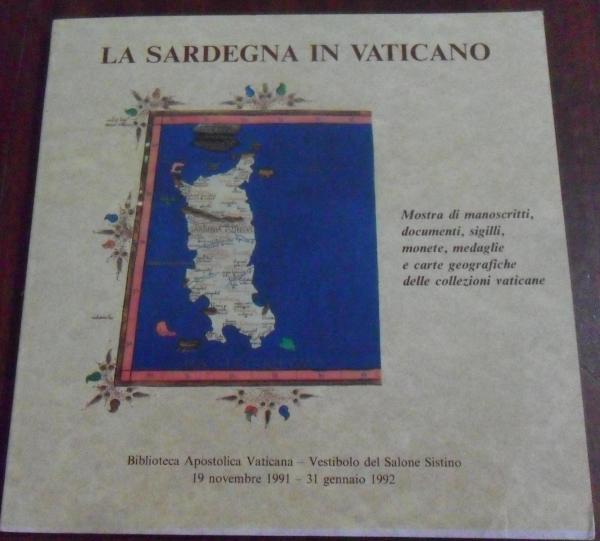 LA SARDEGNA IN VATICANO
Mostra di manoscritti,
documenti, sigilli,
monete, medaglie
e carte geografiche
delle collezioni vaticane
Biblioteca Apostolica Vaticana – Vestibolo del Salone Sistino
19 novembre 1991 – 31 gennaio 1992